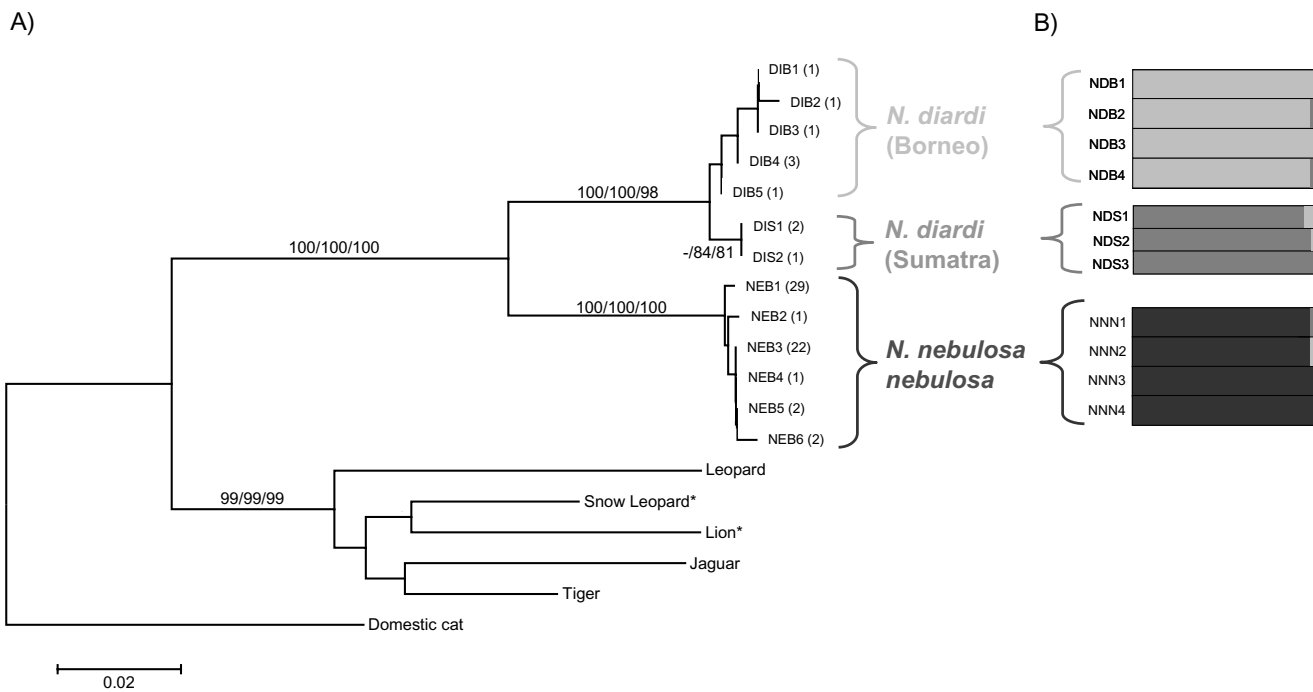 A)
B)
DIB1 (1)
DIB2 (1)
DIB3 (1)
DIB4 (3)
DIB5 (1)
N. diardi
(Borneo)
NDB1
NDB2
NDB3
NDB4
100/100/98
DIS1 (2)
DIS2 (1)
-/84/81
N. diardi
(Sumatra)
NDS1
NDS2
NDS3
100/100/100
100/100/100
NEB1 (29)
NEB2 (1)
NEB3 (22)
NEB4 (1)
NEB5 (2)
NEB6 (2)
N. nebulosa
nebulosa
NNN1
NNN2
NNN3
NNN4
99/99/99
Leopard
Snow Leopard*
Lion*
Jaguar
Tiger
Domestic cat
0.02